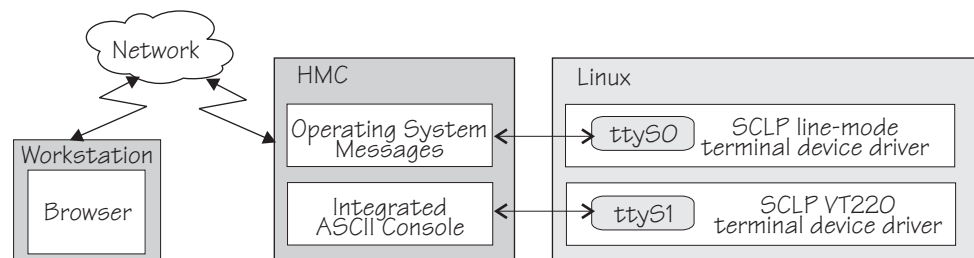 Network
Workstation
Browser
HMC
Operating System
Messages
Integrated
ASCII Console
Linux
ttyS0
SCLP line-mode
terminal device driver
ttyS1
SCLP VT220
terminal device driver